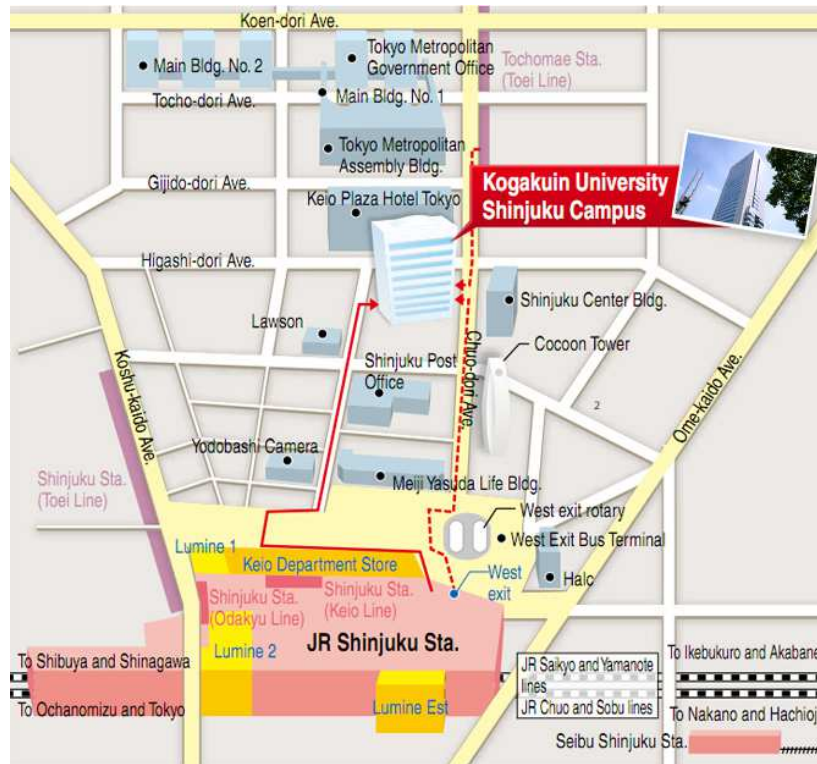 Koen-dori Ave.
Main Bldg. No. 2
Tokyo Metropolitan
Government Office
Tochomae Sta.
(Toei Line)
Tocho-dori Ave.
Main Bldg. No. 1
Tokyo Metropolitan
Assembly Bldg.
Gijido-dori Ave.
Keio Plaza Hotel Tokyo
Kogakuin University
Shinjuku Campus
Higashi-dori Ave.
Shinjuku Center Bldg.
Lawson
Chuo-dori Ave.
Cocoon Tower
Koshu-kaido Ave.
Shinjuku Post
Office
Ome-kaido Ave.
2
Yodobashi Camera
Shinjuku Sta.
(Toei Line)
Meiji Yasuda Life Bldg.
West exit rotary
West Exit Bus Terminal
Lumine 1
Keio Department Store
West
exit
Halc
Shinjuku Sta.
(Odakyu Line)
Shinjuku Sta.
(Keio Line)
JR Shinjuku Sta.
Lumine 2
To Shibuya and Shinagawa
To Ikebukuro and Akabane
JR Saikyo and Yamanote
lines
JR Chuo and Sobu lines
To Ochanomizu and Tokyo
Lumine Est
To Nakano and Hachioj
Seibu Shinjuku Sta.